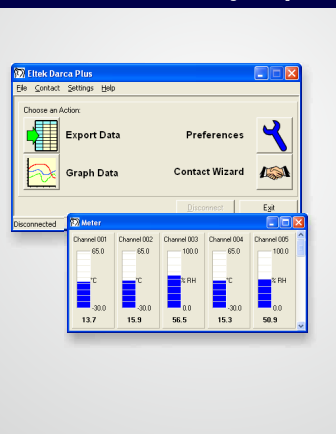 Eltek Darca Plus
File Contact Settings Help
Choose an Action:
Export Data Preferences
Graph Data Contact Wizard
Disconnect Exit
Disconnected
Meter
Channel 001 Channel 002 Channel 003 Channel 004 Channel 005
65.0 65.0 100.0 65.0 100.0
°C °C % RH °C % RH
-30.0 -30.0 0.0 -30.0 0.0
13.7 15.9 56.5 15.3 50.9